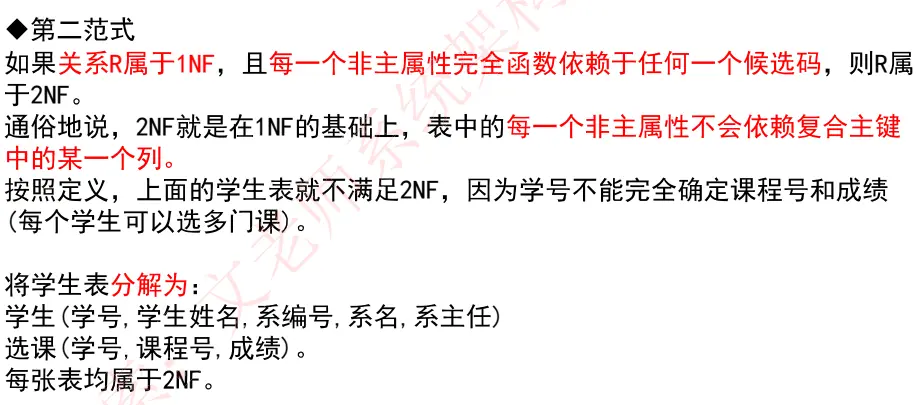 ◆第二范式
如果关系R属于1NF，且每一个非主属性完全函数依赖于任何一个候选码，则R属
于2NF。
通俗地说，2NF就是在1NF的基础上，表中的每一个非主属性不会依赖复合主键
中的某一个列。
按照定义，上面的学生表就不满足2NF，因为学号不能完全确定课程号和成绩
(每个学生可以选多门课)。
将学生表分解为:
学生(学号,学生姓名,系编号,系名,系主任)
选课(学号,课程号,成绩)。
每张表均属于2NF。
文老师系统架构